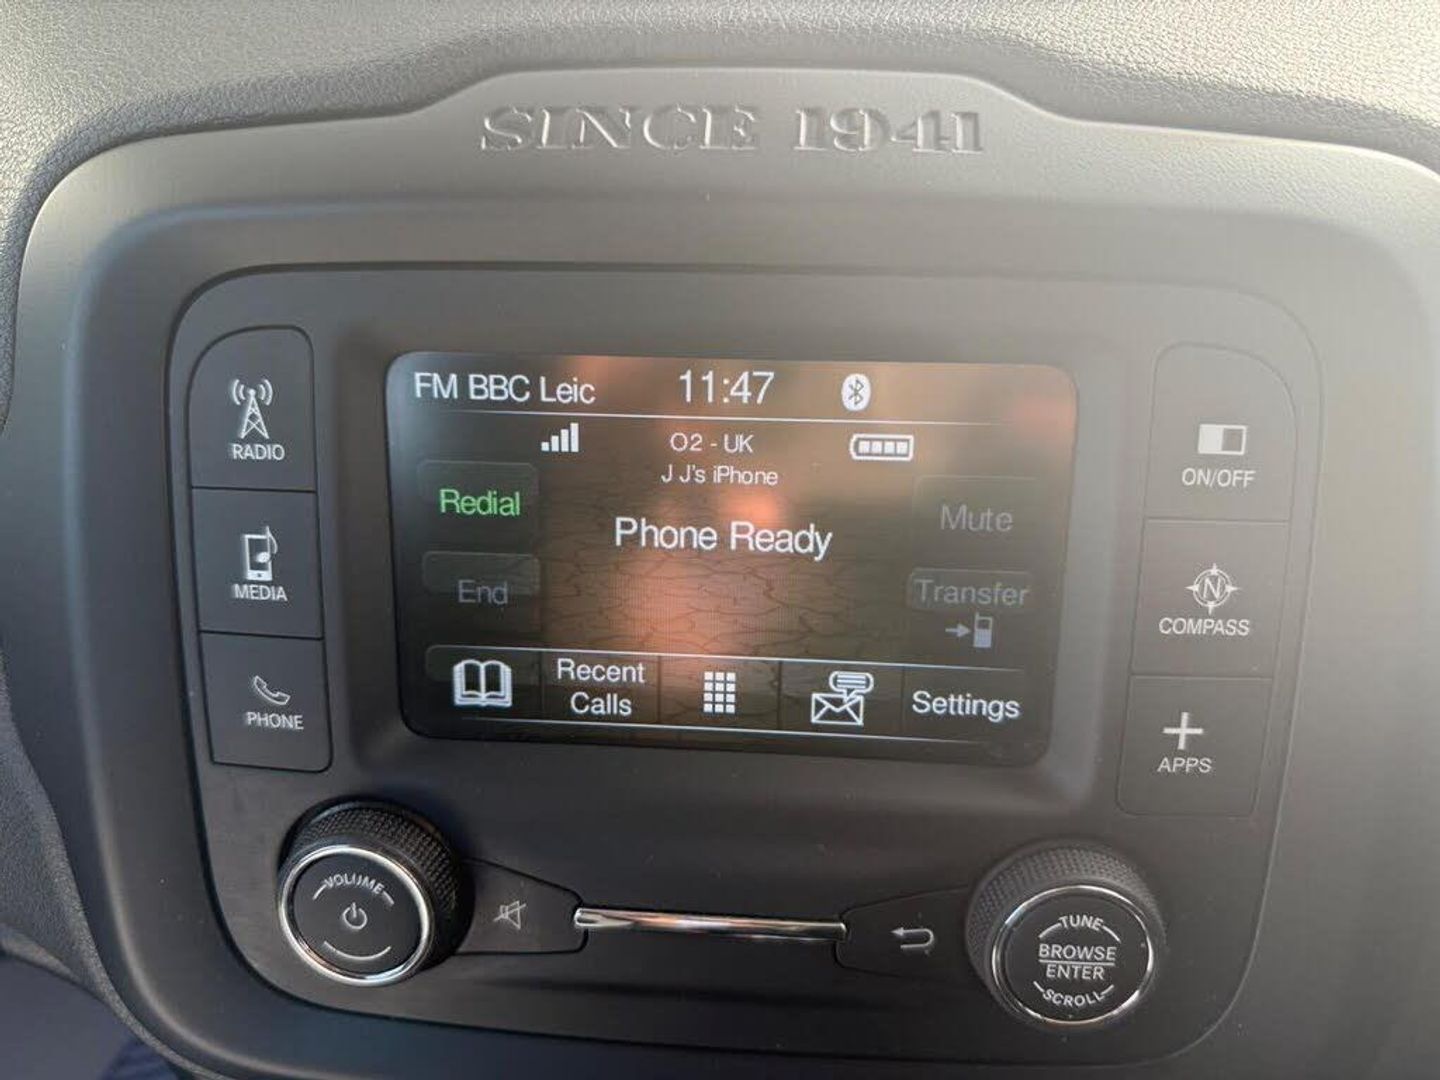 SINCE 1941
FM BBC Leic 11:47
O2 - UK
J J's iPhone
Redial
Phone Ready
Mute
End
Transfer
Recent
Calls
Settings
RADIO
MEDIA
PHONE
ON/OFF
N
COMPASS
APPS
VOLUME
TUNE
BROWSE
ENTER
SCROLL